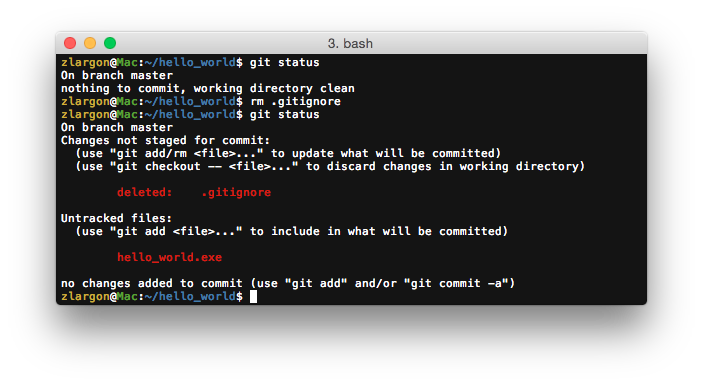 3. bash
zlargon@Mac:~/hello_world$ git status
On branch master
nothing to commit, working directory clean
zlargon@Mac:~/hello_world$ rm .gitignore
zlargon@Mac:~/hello_world$ git status
On branch master
Changes not staged for commit:
  (use "git add/rm <file>..." to update what will be committed)
  (use "git checkout -- <file>..." to discard changes in working directory)
        deleted:    .gitignore
Untracked files:
  (use "git add <file>..." to include in what will be committed)
        hello_world.exe
no changes added to commit (use "git add" and/or "git commit -a")
zlargon@Mac:~/hello_world$